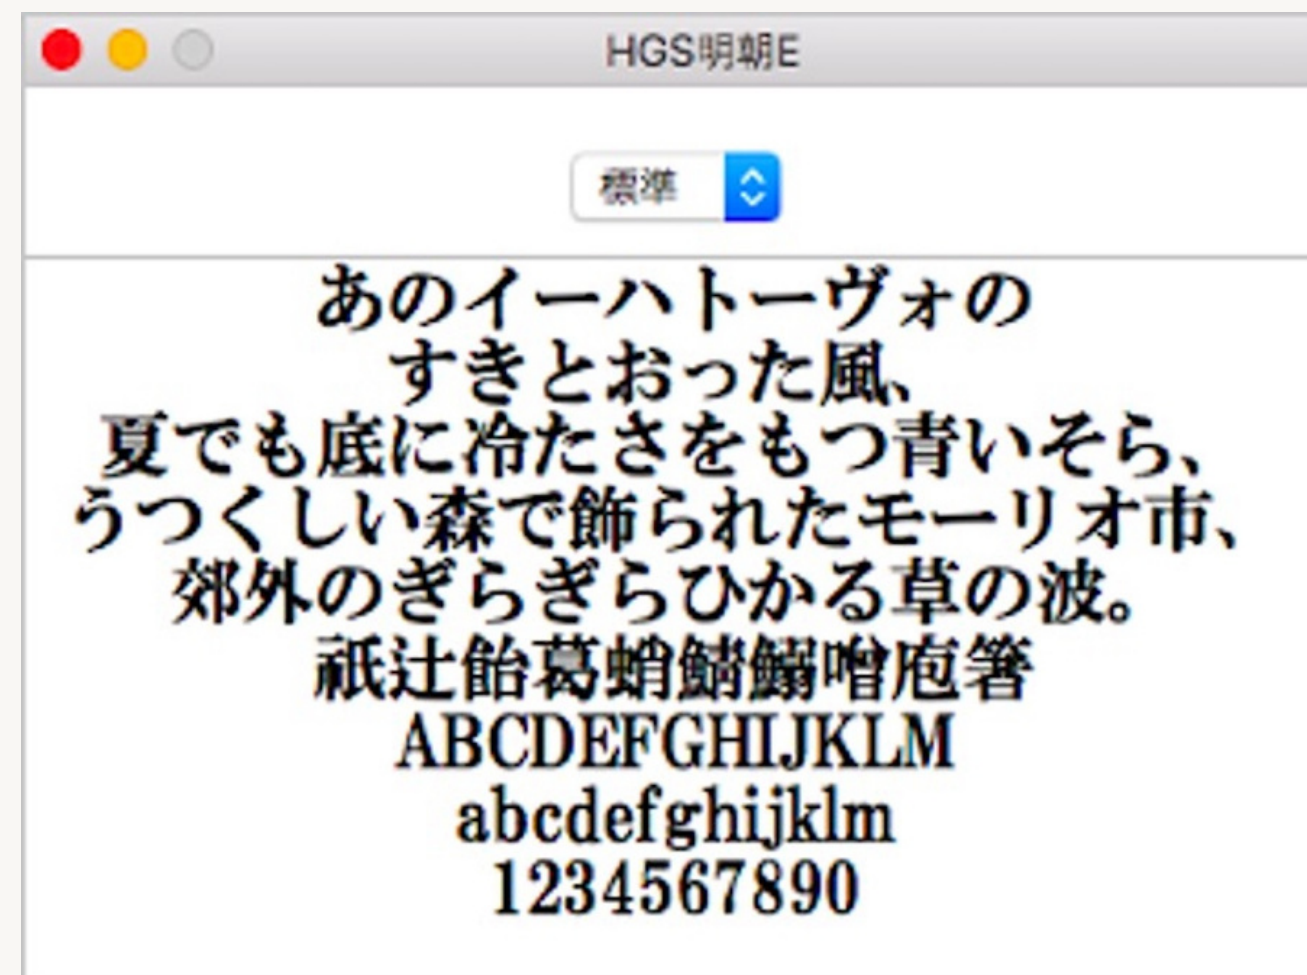 HGS明朝E
標準
あのイーハトーヴォの
すきとおった風、
夏でも底に冷たさをもつ青いそら、
うつくしい森で飾られたモーリオ市、
郊外のぎらぎらひかる草の波。
祇辻飴葛蛸鯖鰯噌庖箸
ABCDEFGHIJKLM
abcdefghijklm
1234567890